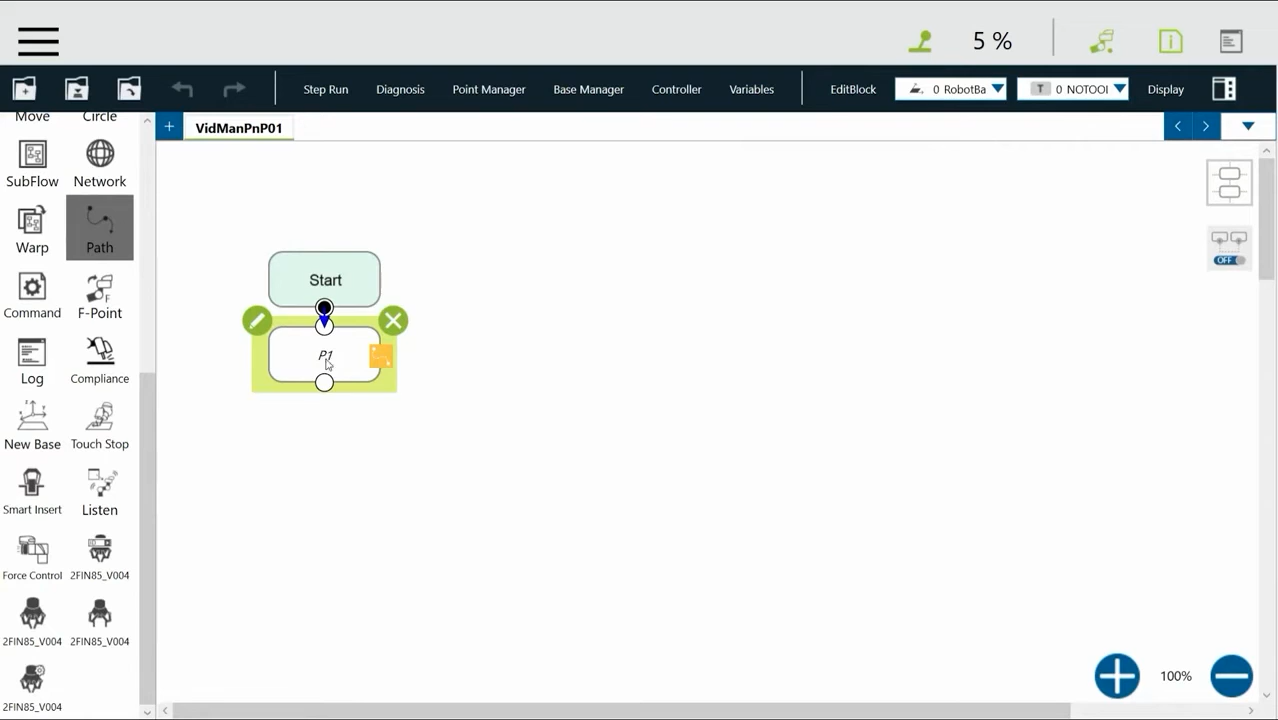 5 %
Step Run Diagnosis Point Manager Base Manager Controller Variables EditBlock 0 RobotBa T 0 NOTOOI Display
Move Circle
+ VidManPnP01
SubFlow Network
Warp Path
Command F-Point
Log Compliance
New Base Touch Stop
Smart Insert Listen
Force Control 2FIN85_V004
2FIN85_V004 2FIN85_V004
2FIN85_V004
Start
P1
OFF
100%